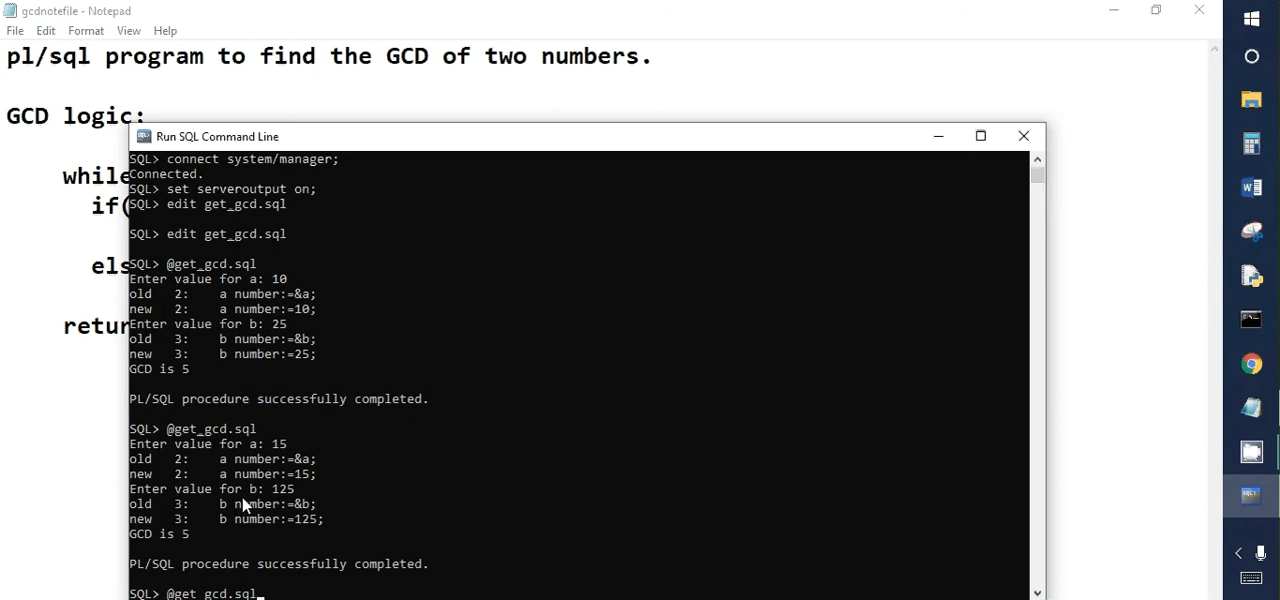 gcdnotefile - Notepad
File Edit Format View Help
pl/sql program to find the GCD of two numbers.
GCD logic:
while
if(
els
retur
Run SQL Command Line
SQL> connect system/manager;
Connected.
SQL> set serveroutput on;
SQL> edit get_gcd.sql
SQL> edit get_gcd.sql
SQL> @get_gcd.sql
Enter value for a: 10
old 2: a number:=&a;
new 2: a number:=10;
Enter value for b: 25
old 3: b number:=&b;
new 3: b number:=25;
GCD is 5
PL/SQL procedure successfully completed.
SQL> @get_gcd.sql
Enter value for a: 15
old 2: a number:=&a;
new 2: a number:=15;
Enter value for b: 125
old 3: b number:=&b;
new 3: b number:=125;
GCD is 5
PL/SQL procedure successfully completed.
SQL> @get_gcd.sql_